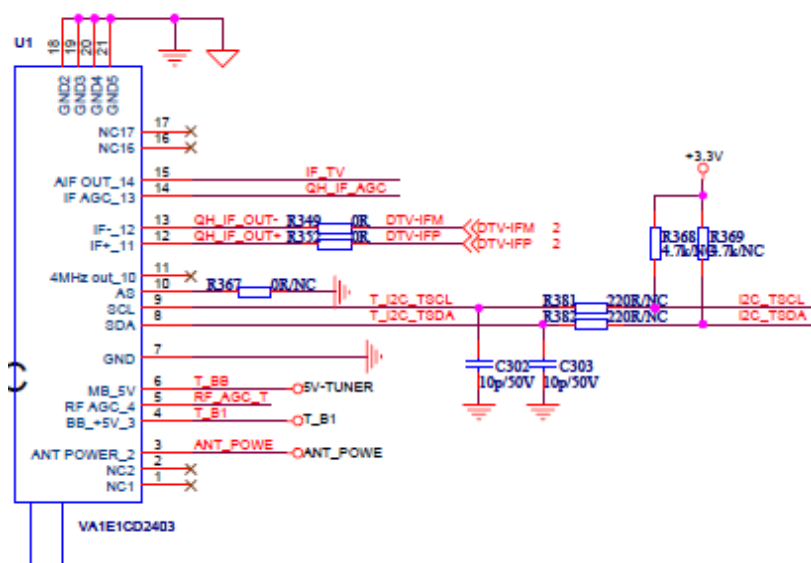 U1
18
19
20
21
GND2
GND3
GND4
GND5
NC17 17
NC16 16
AIF OUT_14 15 IF_TV
IF AGC_13 14 QH_IF_AGC
+3.3V
IF-_12 13 QH_IF_OUT- R349 0R DTV-IFM DTV-IFM 2
IF+_11 12 QH_IF_OUT+ R352 0R DTV-IFP DTV-IFP 2
R368 R369
4.7k/NC 4.7k/NC
4MHz out_10 11
AS 10 R367 0R/NC
SCL 9 T_I2C_TSCL R381 220R/NC I2C_TSCL
SDA 8 T_I2C_TSDA R382 220R/NC I2C_TSDA
GND 7
C302 C303
10p/50V 10p/50V
MB_5V 6 T_BB 5V-TUNER
RF AGC_4 5 RF_AGC_T
BB_+5V_3 4 T_B1 T_B1
ANT POWER_2 3 ANT_POWE ANT_POWE
NC2 2
NC1 1
VA1E1CD2403